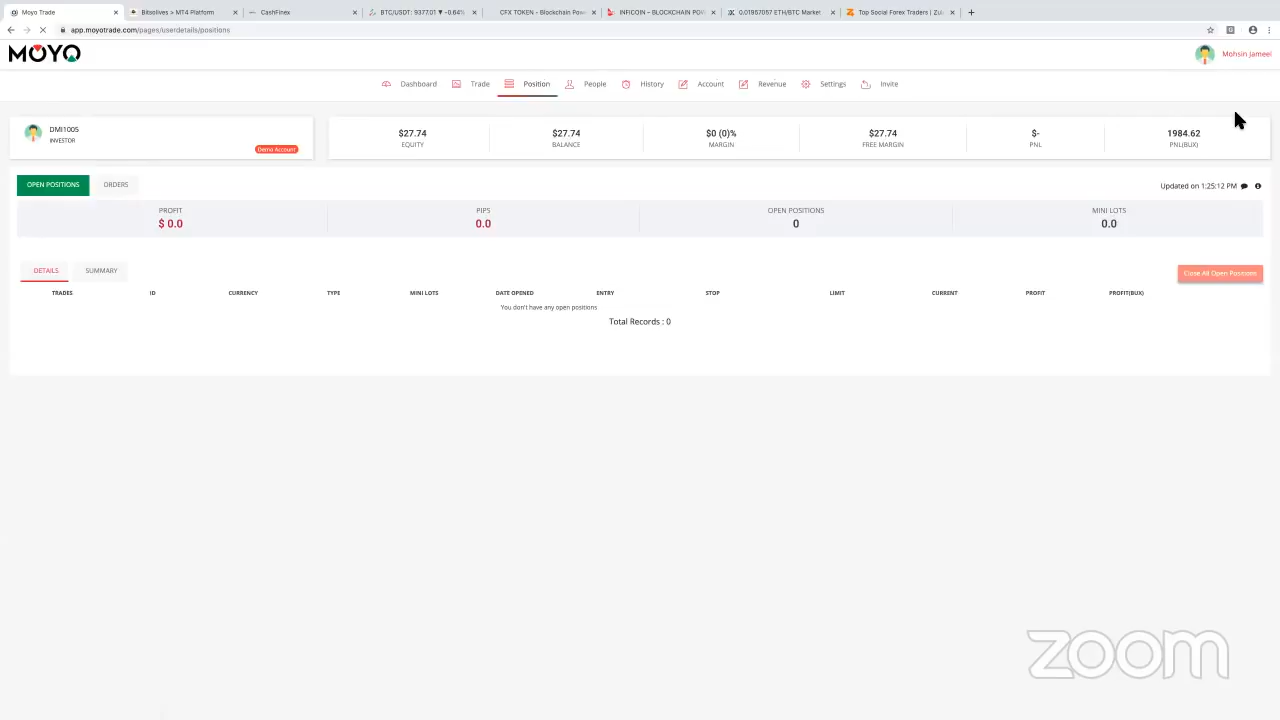 Moyo Trade
Bitsolives > MT4 Platform
CashFinex
BTC/USDT: 9377.01 ▼ +0.64%
CFX TOKEN - Blockchain Pow
INFICOIN - BLOCKCHAIN PO
0.01957057 ETH/BTC Market
Top Social Forex Traders | Zul
app.moyotrade.com/pages/userdetails/positions
MOYO
Mohsin Jameel
Dashboard
Trade
Position
People
History
Account
Revenue
Settings
Invite
DMI1005
INVESTOR
Demo Account
$27.74
EQUITY
$27.74
BALANCE
$0 (0)%
MARGIN
$27.74
FREE MARGIN
$-
PNL
1984.62
PNL(BUX)
OPEN POSITIONS
ORDERS
Updated on 1:25:12 PM
PROFIT
$ 0.0
PIPS
0.0
OPEN POSITIONS
0
MINI LOTS
0.0
DETAILS
SUMMARY
Close All Open Positions
TRADES ID CURRENCY TYPE MINI LOTS DATE OPENED ENTRY STOP LIMIT CURRENT PROFIT PROFIT(BUX)
You don't have any open positions
Total Records : 0
zoom